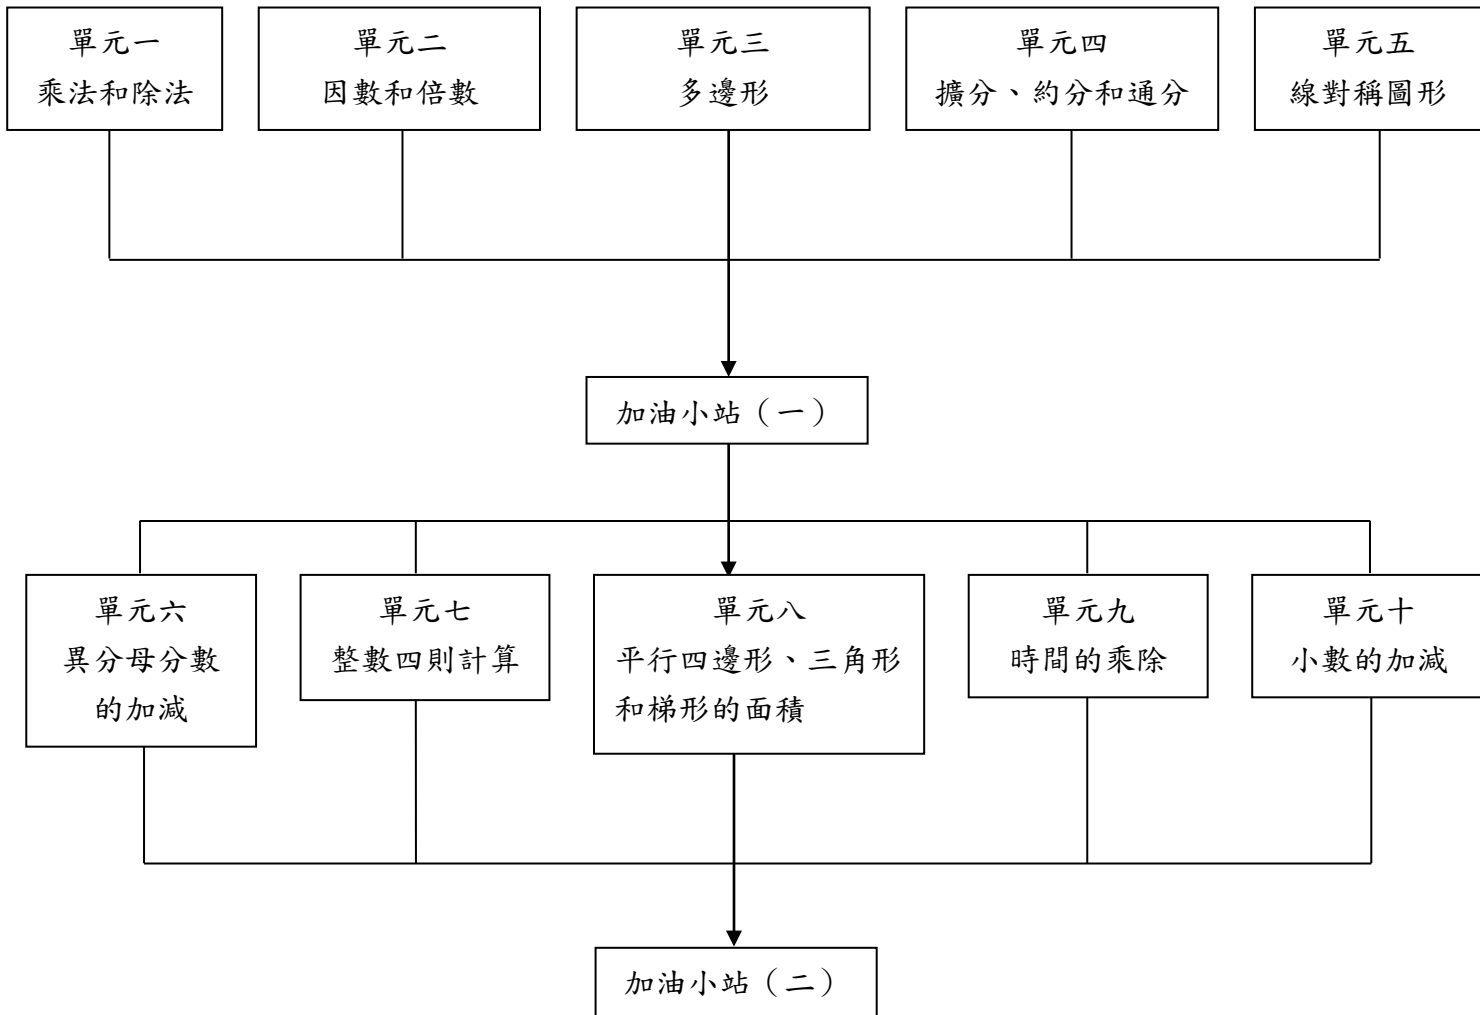 單元一
乘法和除法
單元二
因數和倍數
單元三
多邊形
單元四
擴分、約分和通分
單元五
線對稱圖形
加油小站（一）
單元六
異分母分數
的加減
單元七
整數四則計算
單元八
平行四邊形、三角形
和梯形的面積
單元九
時間的乘除
單元十
小數的加減
加油小站（二）